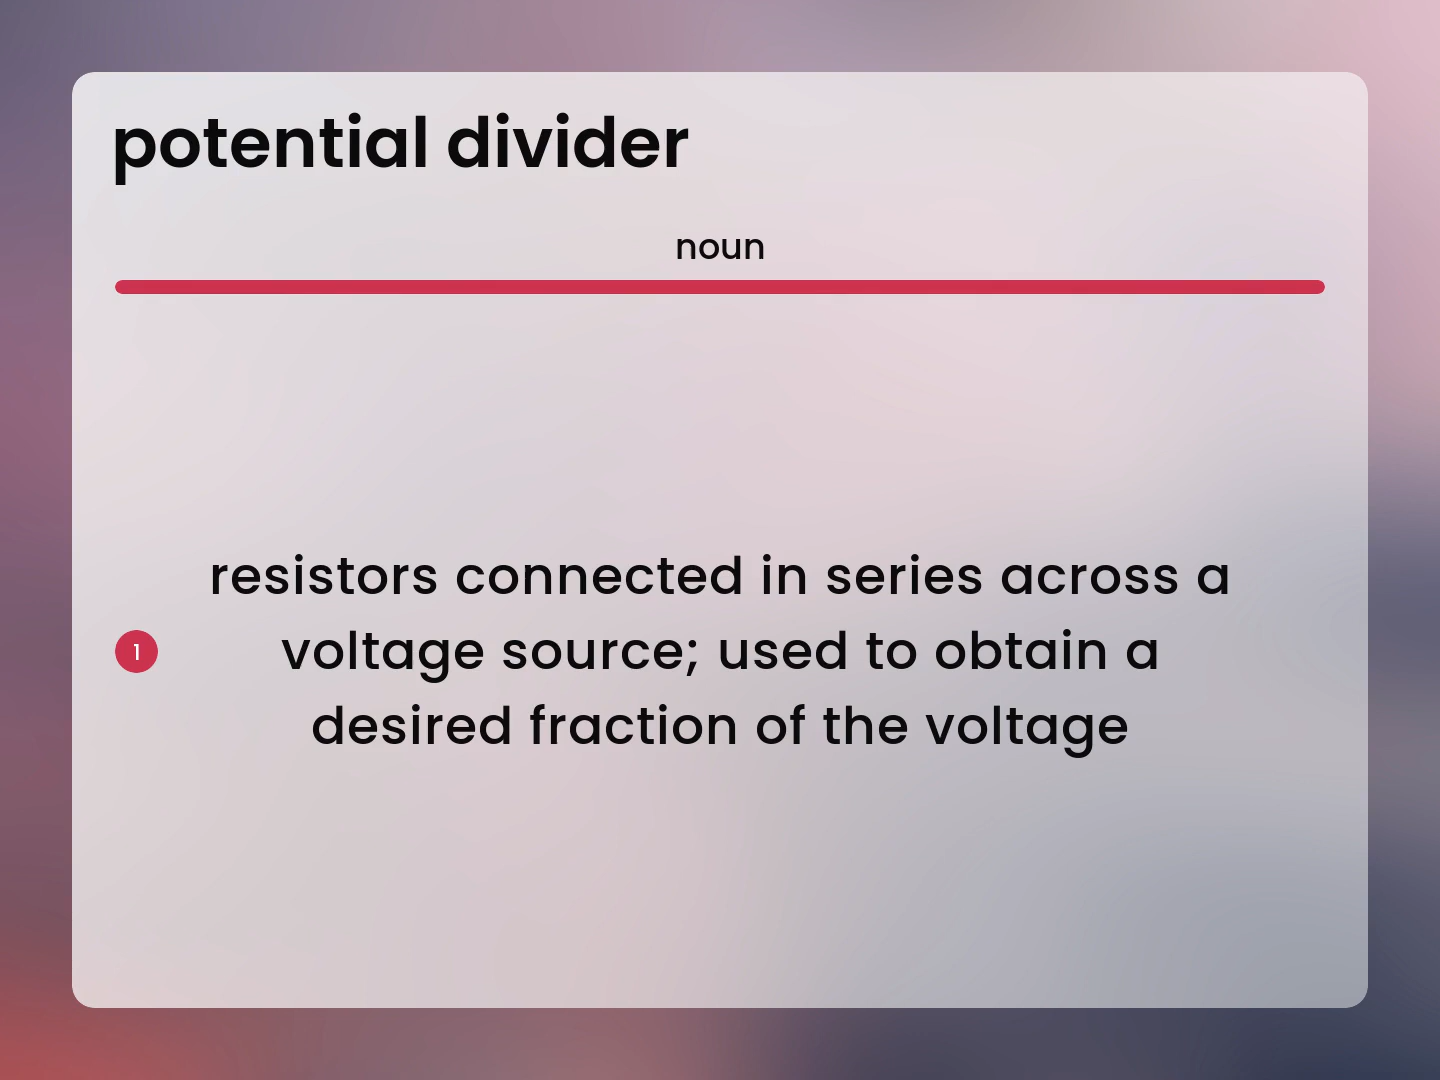 potential divider
noun
resistors connected in series across a
1
voltage source; used to obtain a
desired fraction of the voltage